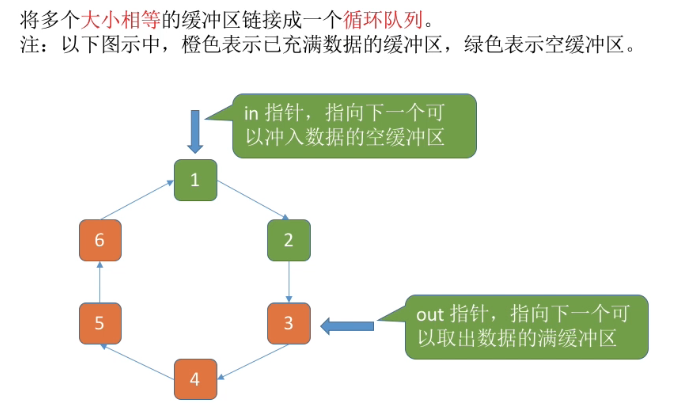 将多个大小相等的缓冲区链接成一个循环队列。
注：以下图示中，橙色表示已充满数据的缓冲区，绿色表示空缓冲区。
in 指针，指向下一个可
以冲入数据的空缓冲区
1
6
2
5
3
out 指针，指向下一个可
以取出数据的满缓冲区
4